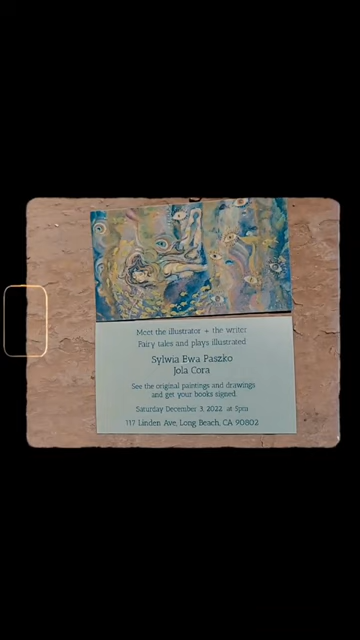 Meet the illustrator + the writer
Fairy tales and plays illustrated
Sylwia Ewa Paszko
Jola Cora
See the original paintings and drawings
and get your books signed
Saturday December 3, 2022 at 5pm
117 Linden Ave, Long Beach, CA 90802